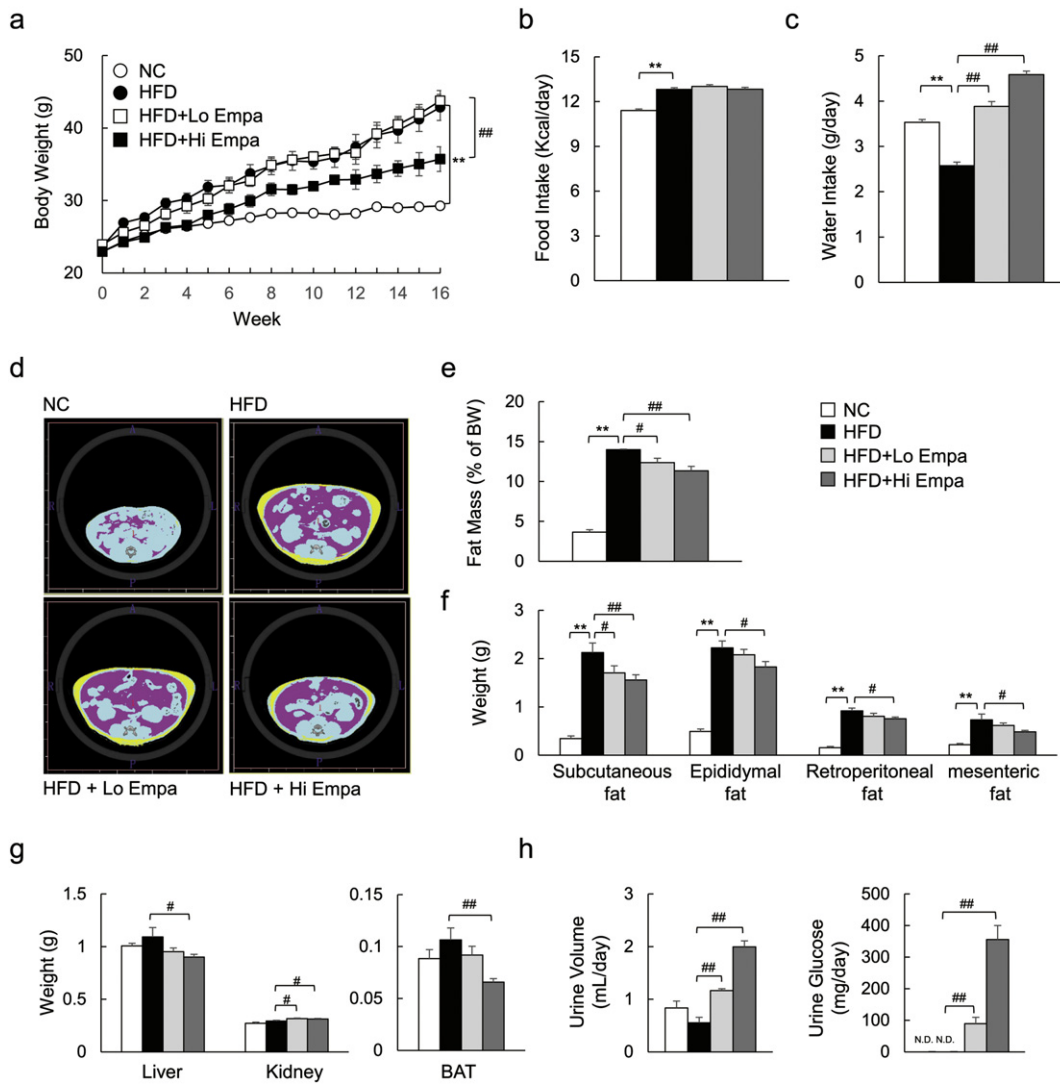 a
50
40
30
20
0
2
4
6
8
10
12
14
16
Body Weight (g)
Week
NC
HFD
HFD+Lo Empa
HFD+Hi Empa
##
**
b
15
12
9
6
3
0
Food Intake (Kcal/day)
**
c
5
4
3
2
1
0
Water Intake (g/day)
**
##
##
d
NC
HFD
A
R
L
P
A
R
L
P
A
R
L
P
A
R
L
P
HFD + Lo Empa
HFD + Hi Empa
e
20
15
10
5
0
Fat Mass (% of BW)
**
#
##
NC
HFD
HFD+Lo Empa
HFD+Hi Empa
f
3
2
1
0
Weight (g)
**
#
##
**
#
**
#
**
#
Subcutaneous
fat
Epididymal
fat
Retroperitoneal
fat
mesenteric
fat
g
1.5
1
0.5
0
Weight (g)
#
#
#
Liver
Kidney
0.15
0.1
0.05
0
##
BAT
h
3
2
1
0
Urine Volume
(mL/day)
##
##
500
400
300
200
100
0
Urine Glucose
(mg/day)
N.D. N.D.
##
##